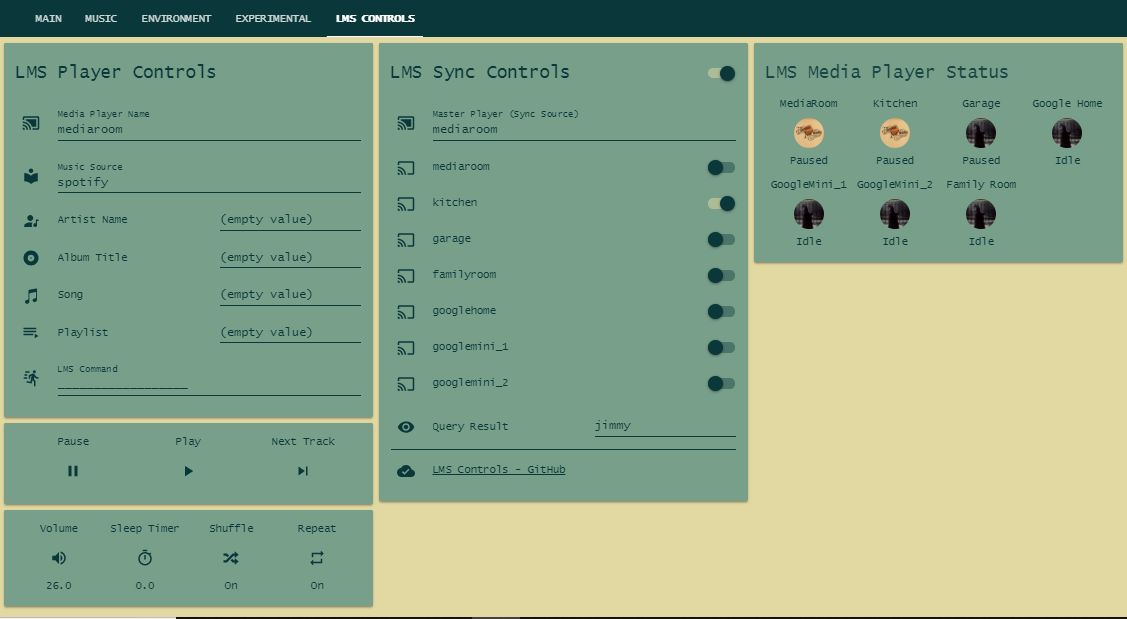 MAIN MUSIC ENVIRONMENT EXPERIMENTAL LMS CONTROLS
LMS Player Controls
Media Player Name
mediaroom
Music Source
spotify
Artist Name (empty value)
Album Title (empty value)
Song (empty value)
Playlist (empty value)
LMS Command
__________________
Pause Play Next Track
Volume Sleep Timer Shuffle Repeat
26.0 0.0 On On
LMS Sync Controls
Master Player (Sync Source)
mediaroom
mediaroom
kitchen
garage
familyroom
googlehome
googlemini_1
googlemini_2
Query Result jimmy
LMS Controls - GitHub
LMS Media Player Status
MediaRoom Kitchen Garage Google Home
Paused Paused Paused Idle
GoogleMini_1 GoogleMini_2 Family Room
Idle Idle Idle